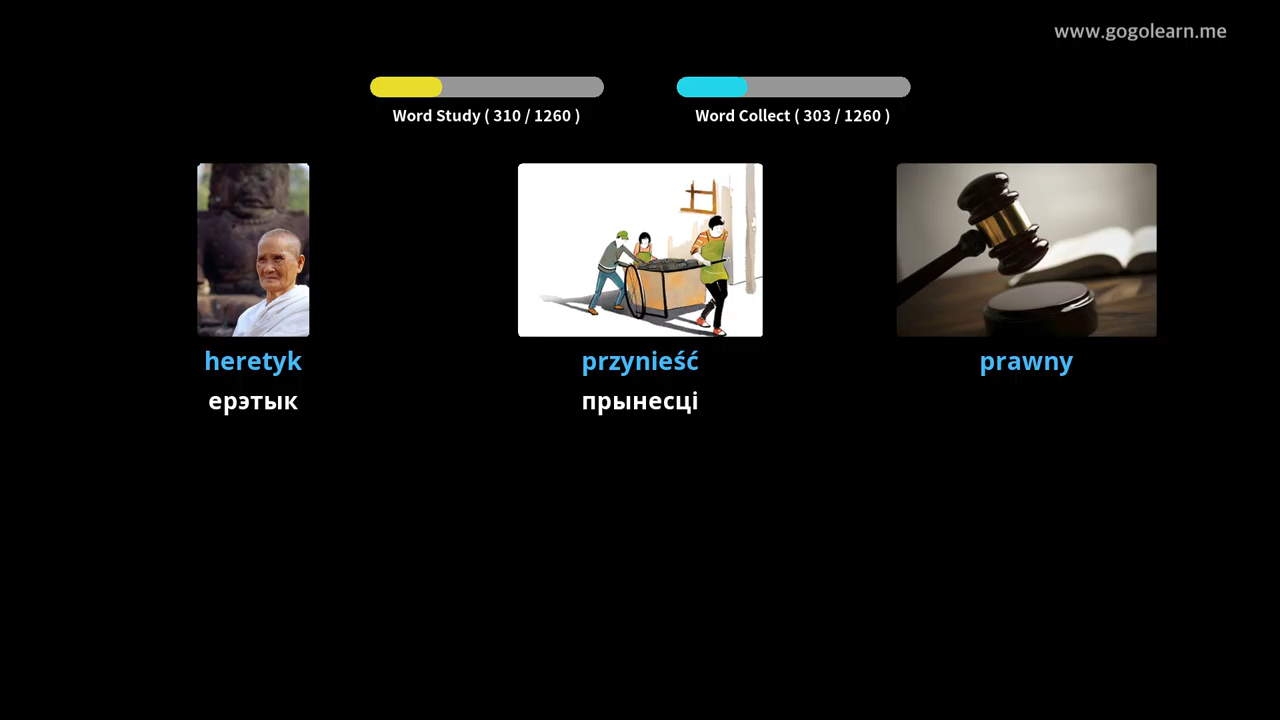 www.gogolearn.me
Word Study ( 310 / 1260 )
Word Collect ( 303 / 1260 )
heretyk
przynieść
prawny
ерэтык
прынесці